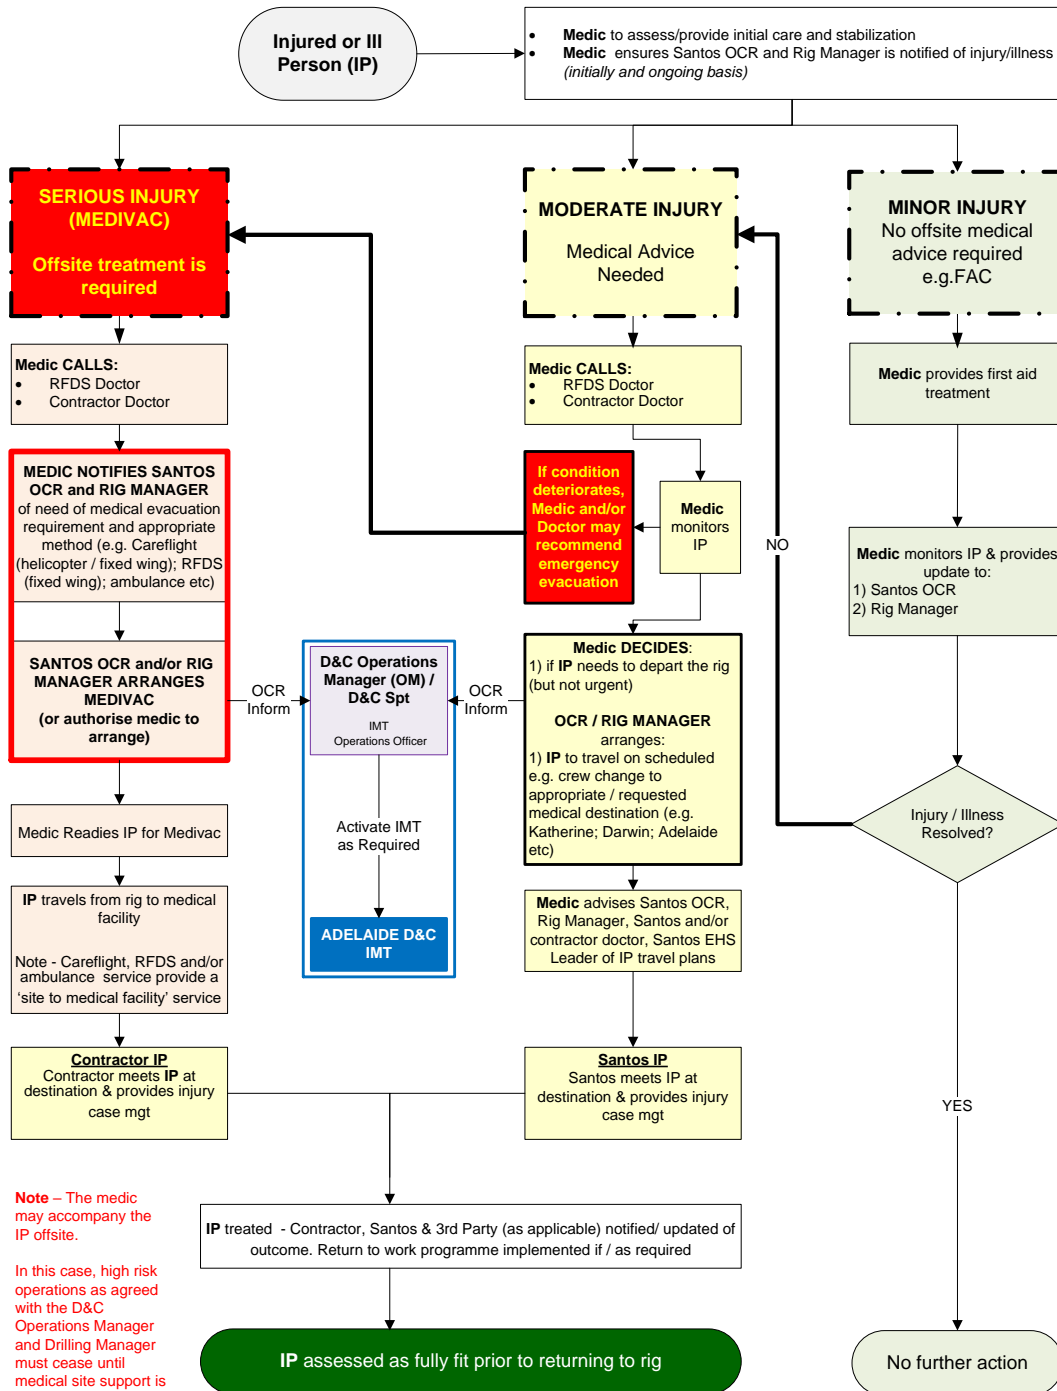 Injured or Ill
Person (IP)
• Medic to assess/provide initial care and stabilization
• Medic ensures Santos OCR and Rig Manager is notified of injury/illness
(initially and ongoing basis)
SERIOUS INJURY
(MEDIVAC)
Offsite treatment is
required
MODERATE INJURY
Medical Advice
Needed
MINOR INJURY
No offsite medical
advice required
e.g.FAC
Medic CALLS:
• RFDS Doctor
• Contractor Doctor
Medic CALLS:
• RFDS Doctor
• Contractor Doctor
Medic provides first aid
treatment
MEDIC NOTIFIES SANTOS
OCR and RIG MANAGER
of need of medical evacuation
requirement and appropriate
method (e.g. Careflight
(helicopter / fixed wing); RFDS
(fixed wing); ambulance etc)
If condition
deteriorates,
Medic and/or
Doctor may
recommend
emergency
evacuation
Medic
monitors
IP
NO
Medic monitors IP & provides
update to:
1) Santos OCR
2) Rig Manager
SANTOS OCR and/or RIG
MANAGER ARRANGES
MEDIVAC
(or authorise medic to
arrange)
OCR
Inform
D&C Operations
Manager (OM) /
D&C Spt
IMT
Operations Officer
OCR
Inform
Medic DECIDES:
1) if IP needs to depart the rig
(but not urgent)
OCR / RIG MANAGER
arranges:
1) IP to travel on scheduled
e.g. crew change to
appropriate / requested
medical destination (e.g.
Katherine; Darwin; Adelaide
etc)
Injury / Illness
Resolved?
Medic Readies IP for Medivac
Activate IMT
as Required
IP travels from rig to medical
facility
Note - Careflight, RFDS and/or
ambulance service provide a
'site to medical facility' service
ADELAIDE D&C
IMT
Medic advises Santos OCR,
Rig Manager, Santos and/or
contractor doctor, Santos EHS
Leader of IP travel plans
Contractor IP
Contractor meets IP at
destination & provides injury
case mgt
Santos IP
Santos meets IP at
destination & provides injury
case mgt
YES
Note – The medic
may accompany the
IP offsite.
In this case, high risk
operations as agreed
with the D&C
Operations Manager
and Drilling Manager
must cease until
medical site support is
IP treated - Contractor, Santos & 3rd Party (as applicable) notified/ updated of
outcome. Return to work programme implemented if / as required
IP assessed as fully fit prior to returning to rig
No further action